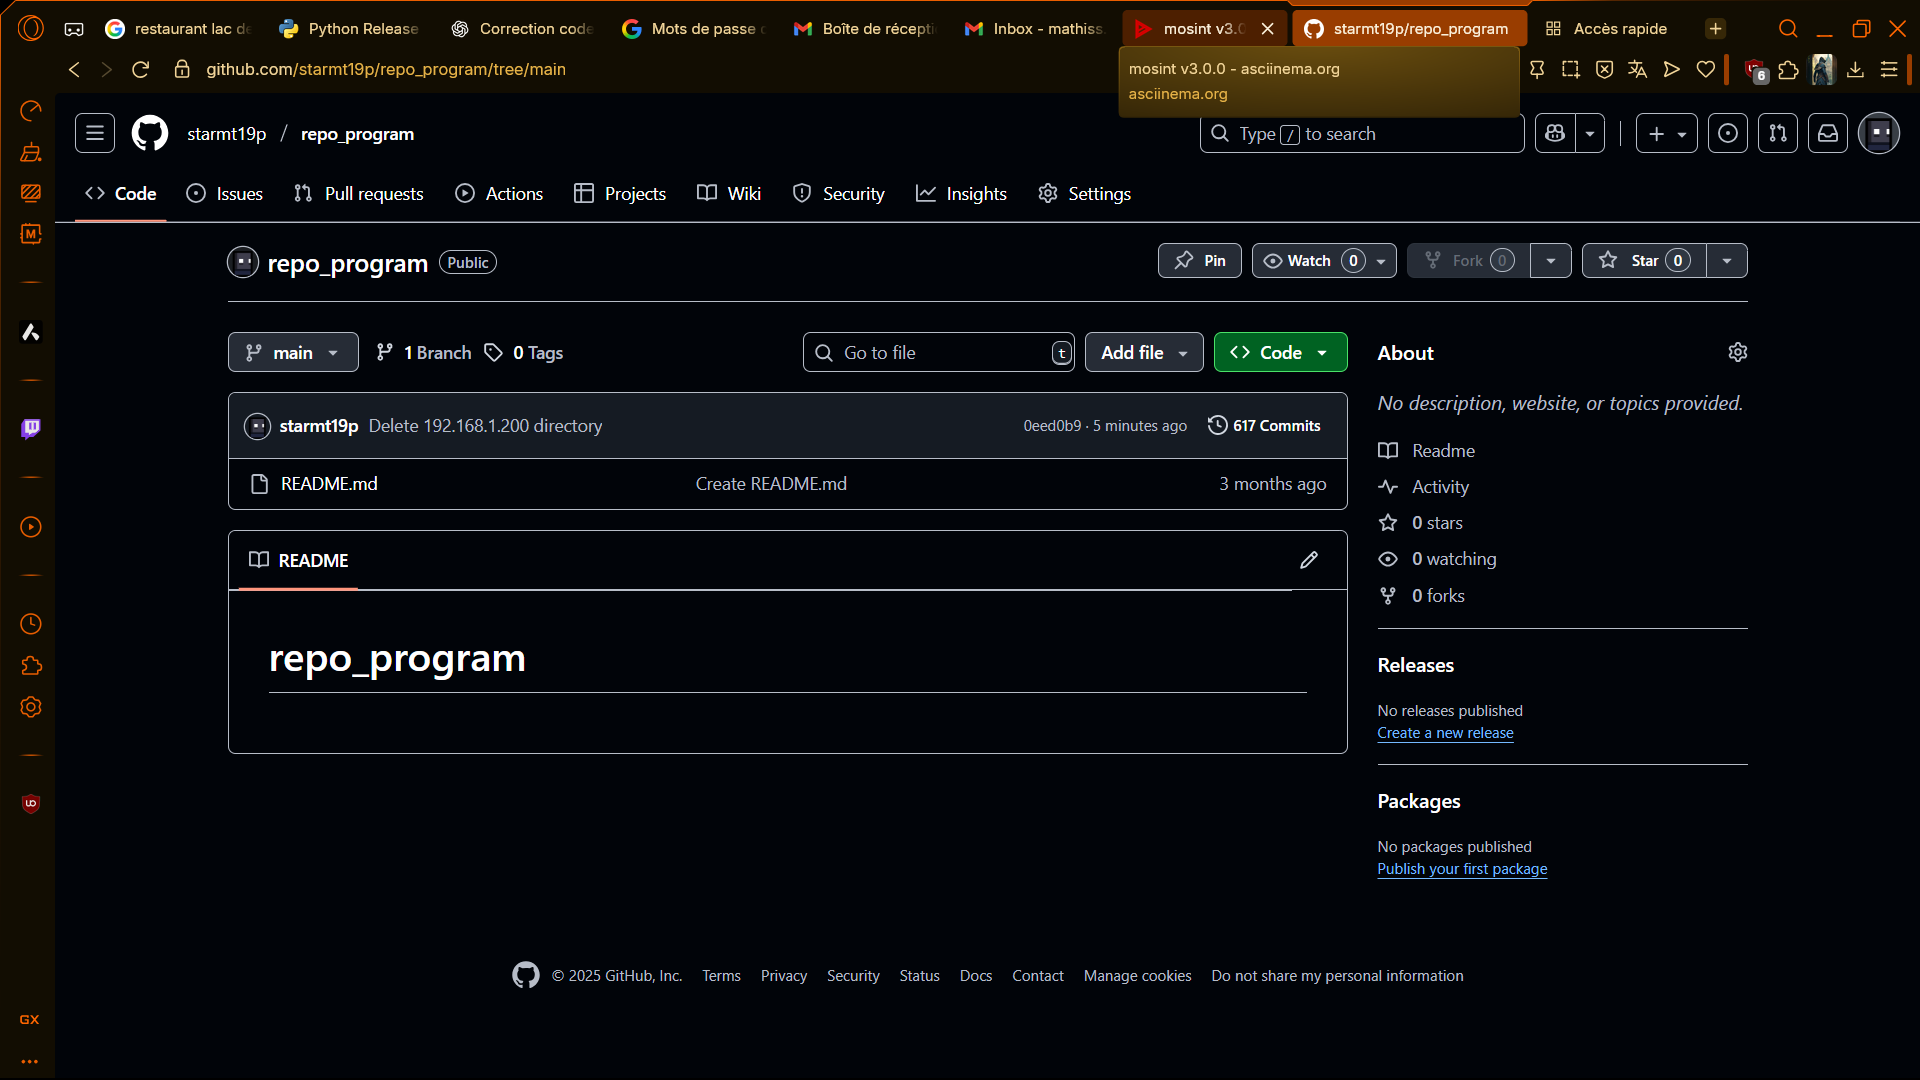 restaurant lac de
Python Release
Correction code
Mots de passe
Boîte de réception
Inbox - mathiss.
mosint v3.0
starmt19p/repo_program
Accès rapide
github.com/starmt19p/repo_program/tree/main
6
mosint v3.0.0 - asciinema.org
asciinema.org
starmt19p / repo_program
Type / to search
Code
Issues
Pull requests
Actions
Projects
Wiki
Security
Insights
Settings
repo_program
Public
Pin
Watch 0
Fork 0
Star 0
main
1 Branch
0 Tags
Go to file
t
Add file
Code
starmt19p Delete 192.168.1.200 directory
0eed0b9 · 5 minutes ago
617 Commits
README.md
Create README.md
3 months ago
README
repo_program
About
No description, website, or topics provided.
Readme
Activity
0 stars
0 watching
0 forks
Releases
No releases published
Create a new release
Packages
No packages published
Publish your first package
© 2025 GitHub, Inc.
Terms
Privacy
Security
Status
Docs
Contact
Manage cookies
Do not share my personal information
GX